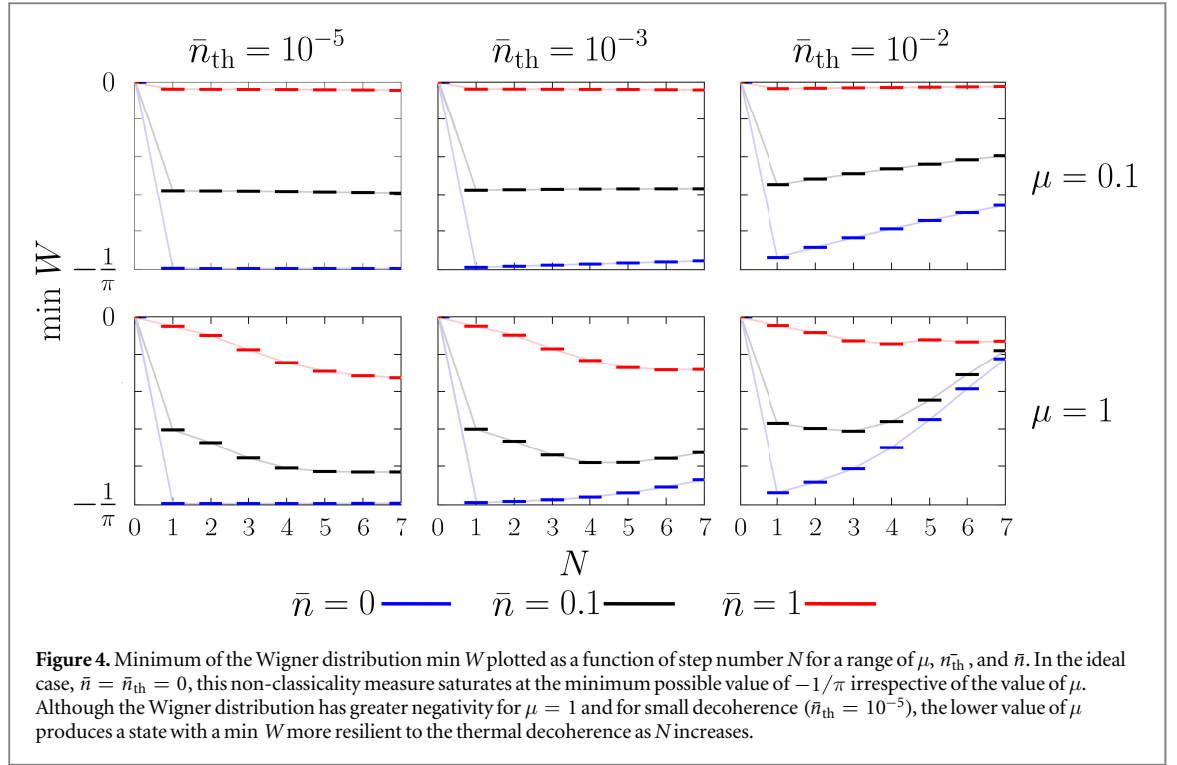 n̄th = 10−5 n̄th = 10−3 n̄th = 10−2
0
μ = 0.1
−1/π
min W
0
μ = 1
−1/π
0 1 2 3 4 5 6 7 0 1 2 3 4 5 6 7 0 1 2 3 4 5 6 7
N
n̄ = 0 n̄ = 0.1 n̄ = 1
Figure 4. Minimum of the Wigner distribution min W plotted as a function of step number N for a range of μ, n̄th, and n̄. In the ideal
case, n̄ = n̄th = 0, this non-classicality measure saturates at the minimum possible value of −1/π irrespective of the value of μ.
Although the Wigner distribution has greater negativity for μ = 1 and for small decoherence (n̄th = 10−5), the lower value of μ
produces a state with a min W more resilient to the thermal decoherence as N increases.